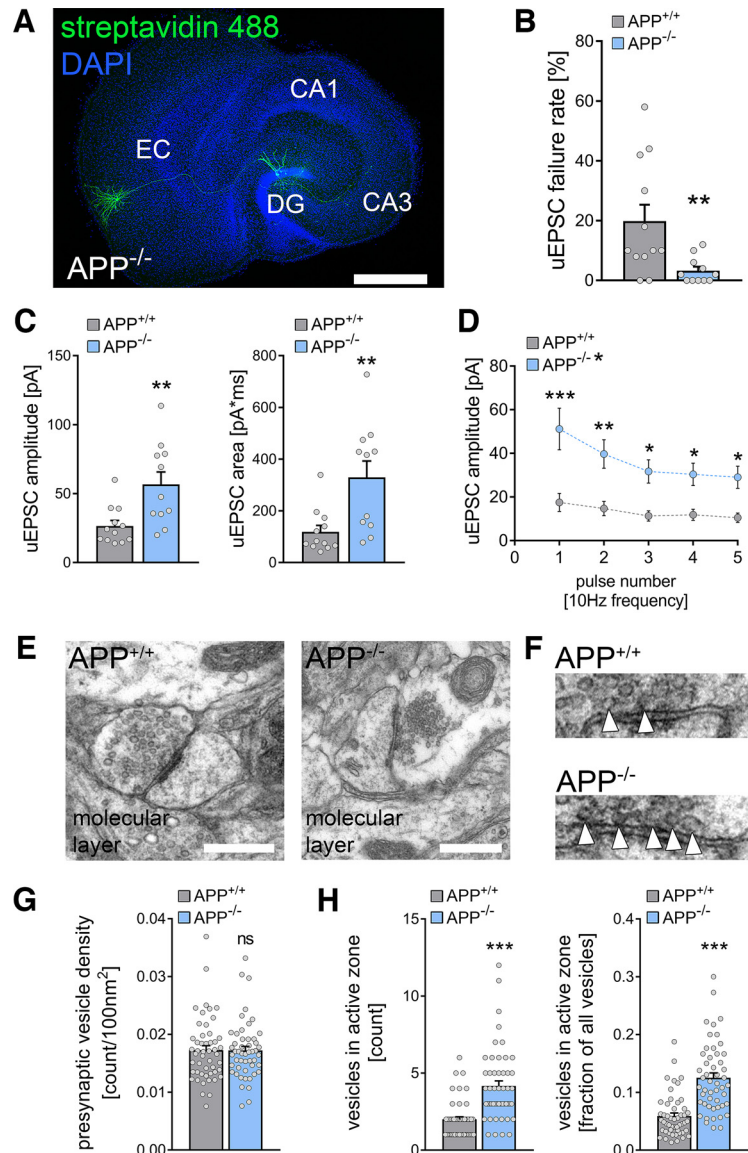 A
streptavidin 488
DAPI
CA1
EC
DG
CA3
APP-/-
B
APP+/+
APP-/-
uEPSC failure rate [%]
80
60
40
20
0
**
C
APP+/+
APP-/-
uEPSC amplitude [pA]
150
100
50
0
**
APP+/+
APP-/-
uEPSC area [pA*ms]
800
600
400
200
0
**
D
APP+/+
APP-/- *
uEPSC amplitude [pA]
80
60
40
20
0
***
**
*
*
*
0 1 2 3 4 5
pulse number
[10Hz frequency]
E
APP+/+
molecular
layer
APP-/-
molecular
layer
F
APP+/+
APP-/-
G
APP+/+
APP-/-
presynaptic vesicle density
[count/100nm2]
0.04
0.03
0.02
0.01
0.00
ns
H
APP+/+
APP-/-
vesicles in active zone
[count]
15
10
5
0
***
APP+/+
APP-/-
vesicles in active zone
[fraction of all vesicles]
0.4
0.3
0.2
0.1
0.0
***